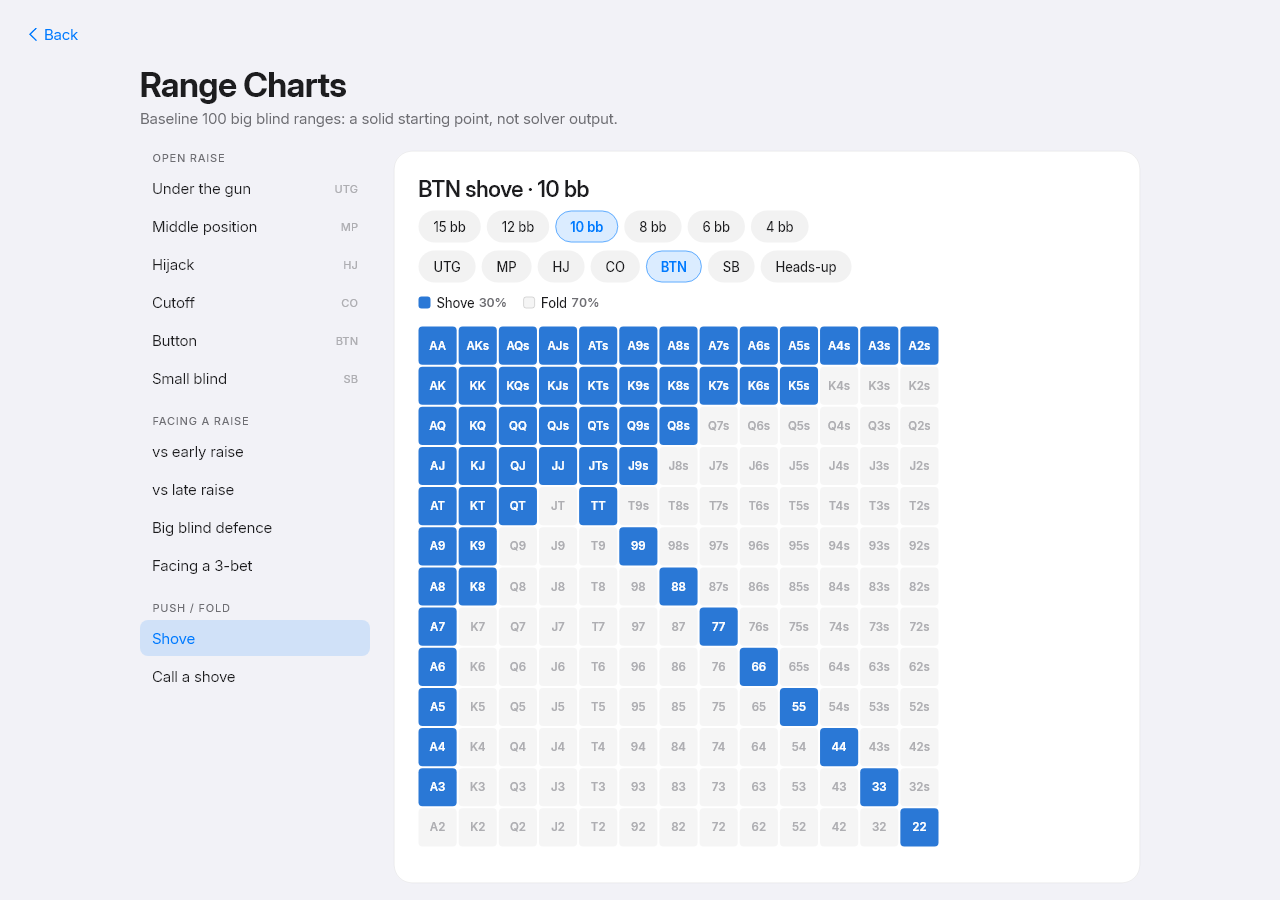 Back
Range Charts
Baseline 100 big blind ranges: a solid starting point, not solver output.
OPEN RAISE
Under the gun UTG
Middle position MP
Hijack HJ
Cutoff CO
Button BTN
Small blind SB
FACING A RAISE
vs early raise
vs late raise
Big blind defence
Facing a 3-bet
PUSH / FOLD
Shove
Call a shove
BTN shove · 10 bb
15 bb 12 bb 10 bb 8 bb 6 bb 4 bb
UTG MP HJ CO BTN SB Heads-up
Shove 30% Fold 70%
AA AKs AQs AJs ATs A9s A8s A7s A6s A5s A4s A3s A2s
AK KK KQs KJs KTs K9s K8s K7s K6s K5s K4s K3s K2s
AQ KQ QQ QJs QTs Q9s Q8s Q7s Q6s Q5s Q4s Q3s Q2s
AJ KJ QJ JJ JTs J9s J8s J7s J6s J5s J4s J3s J2s
AT KT QT JT TT T9s T8s T7s T6s T5s T4s T3s T2s
A9 K9 Q9 J9 T9 99 98s 97s 96s 95s 94s 93s 92s
A8 K8 Q8 J8 T8 98 88 87s 86s 85s 84s 83s 82s
A7 K7 Q7 J7 T7 97 87 77 76s 75s 74s 73s 72s
A6 K6 Q6 J6 T6 96 86 76 66 65s 64s 63s 62s
A5 K5 Q5 J5 T5 95 85 75 65 55 54s 53s 52s
A4 K4 Q4 J4 T4 94 84 74 64 54 44 43s 42s
A3 K3 Q3 J3 T3 93 83 73 63 53 43 33 32s
A2 K2 Q2 J2 T2 92 82 72 62 52 42 32 22